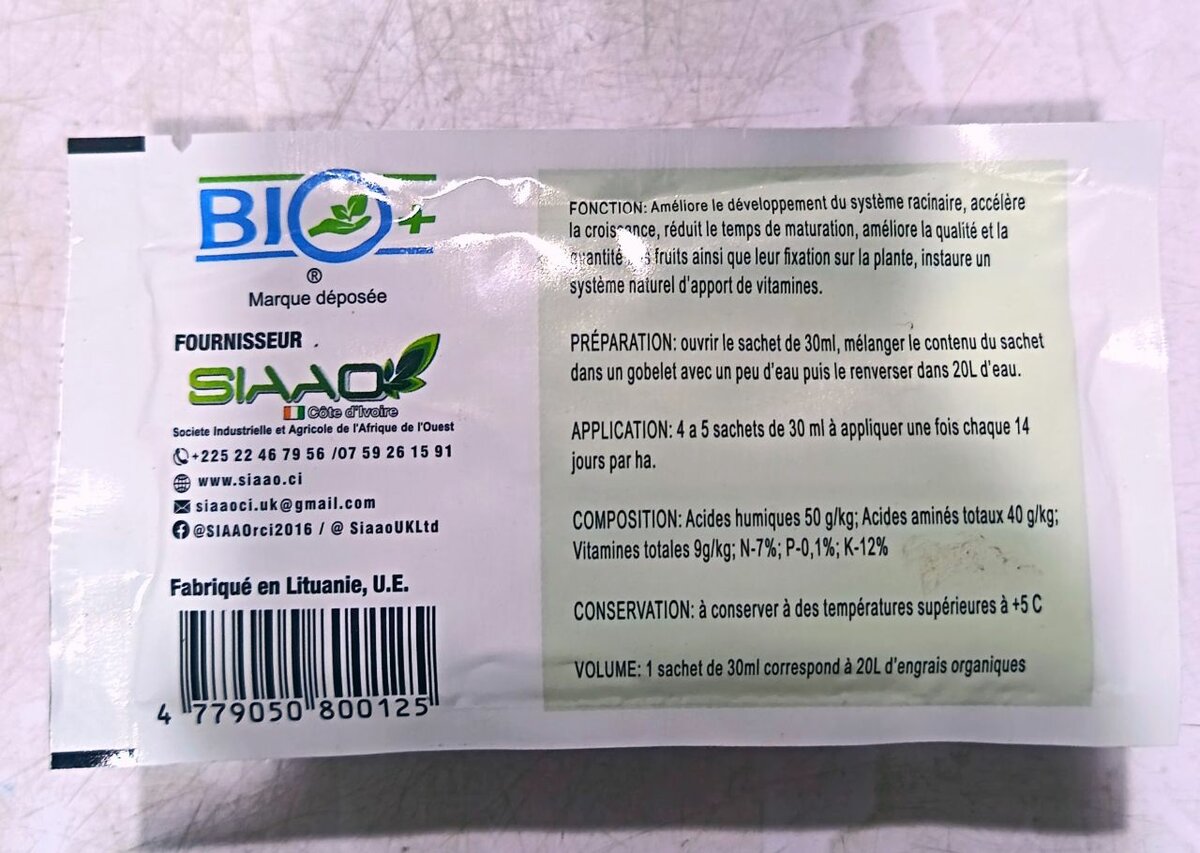 BIO+
®
Marque déposée
FOURNISSEUR
SIAAO
Côte d'Ivoire
Societe Industrielle et Agricole de l'Afrique de l'Ouest
+225 22 46 79 56 /07 59 26 15 91
www.siaao.ci
siaaoci.uk@gmail.com
@SIAAOrci2016 / @ SiaaoUKLtd
Fabriqué en Lituanie, U.E.
4 779050 800125
FONCTION: Améliore le développement du système racinaire, accélère
la croissance, réduit le temps de maturation, améliore la qualité et la
quantité fruits ainsi que leur fixation sur la plante, instaure un
système naturel d'apport de vitamines.
PRÉPARATION: ouvrir le sachet de 30ml, mélanger le contenu du sachet
dans un gobelet avec un peu d'eau puis le renverser dans 20L d'eau.
APPLICATION: 4 a 5 sachets de 30 ml à appliquer une fois chaque 14
jours par ha.
COMPOSITION: Acides humiques 50 g/kg; Acides aminés totaux 40 g/kg;
Vitamines totales 9g/kg; N-7%; P-0,1%; K-12%
CONSERVATION: à conserver à des températures supérieures à +5 C
VOLUME: 1 sachet de 30ml correspond à 20L d'engrais organiques